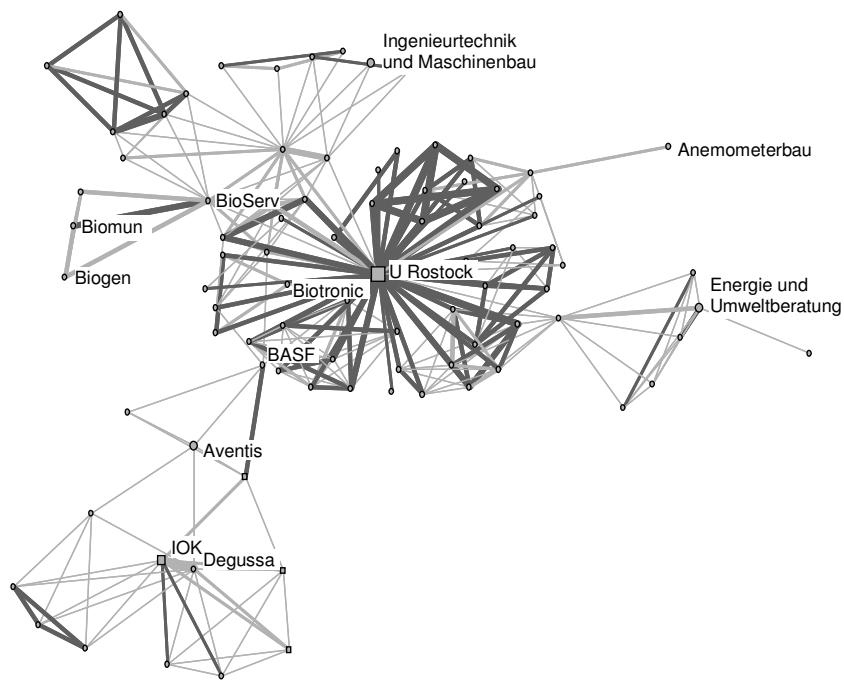 Ingenieurtechnik
und Maschinenbau
Anemometerbau
BioServ
Biomun
Biogen
U Rostock
Biotronic
Energie und
Umweltberatung
BASF
Aventis
IOK
Degussa